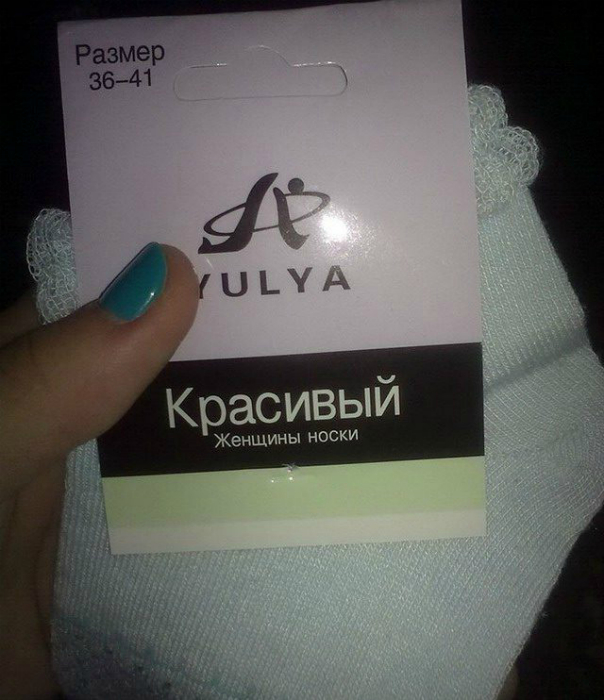 Размер
36-41
YULYA
Красивый
Женщины носки